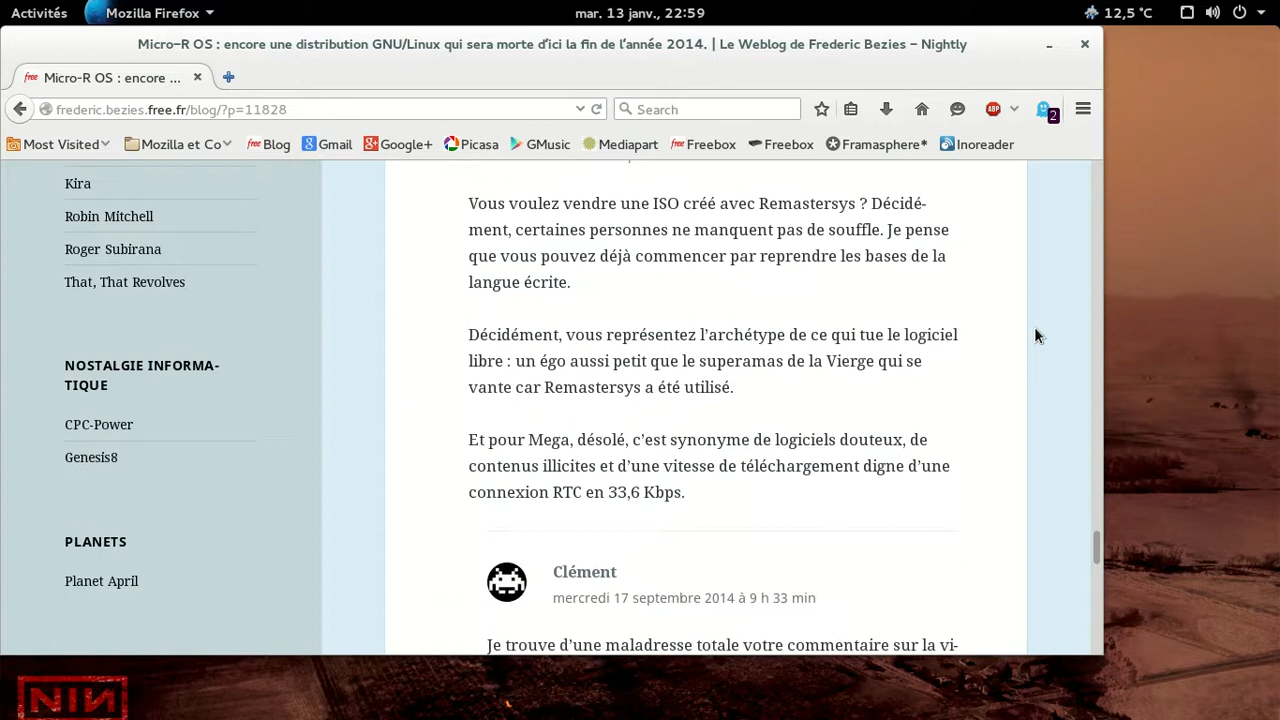 Activités
Mozilla Firefox
mar. 13 janv., 22:59
12,5 °C
Micro-R OS : encore une distribution GNU/Linux qui sera morte d'ici la fin de l'année 2014. | Le Weblog de Frederic Bezies - Nightly
free Micro-R OS : encore ...
frederic.bezies.free.fr/blog/?p=11828
Search
ABP
2
Most Visited
Mozilla et Co
free Blog
Gmail
Google+
Picasa
GMusic
Mediapart
free Freebox
Freebox
Framasphere*
Inoreader
Kira
Robin Mitchell
Roger Subirana
That, That Revolves
NOSTALGIE INFORMA-
TIQUE
CPC-Power
Genesis8
PLANETS
Planet April
Vous voulez vendre une ISO créé avec Remastersys ? Décidé-
ment, certaines personnes ne manquent pas de souffle. Je pense
que vous pouvez déjà commencer par reprendre les bases de la
langue écrite.
Décidément, vous représentez l'archétype de ce qui tue le logiciel
libre : un égo aussi petit que le superamas de la Vierge qui se
vante car Remastersys a été utilisé.
Et pour Mega, désolé, c'est synonyme de logiciels douteux, de
contenus illicites et d'une vitesse de téléchargement digne d'une
connexion RTC en 33,6 Kbps.
Clément
mercredi 17 septembre 2014 à 9 h 33 min
Je trouve d'une maladresse totale votre commentaire sur la vi-
NIN